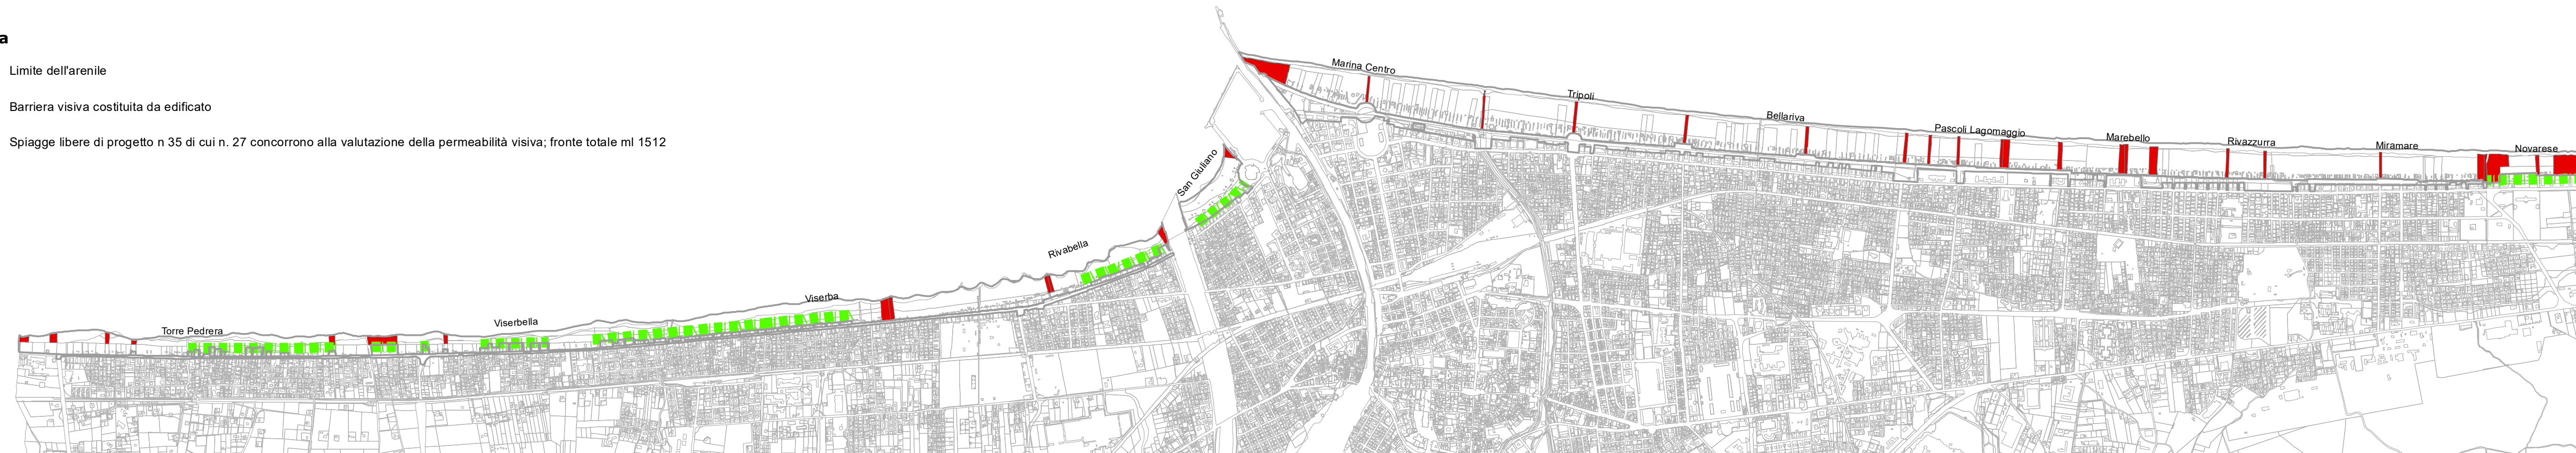 a
Limite dell'arenile
Barriera visiva costituita da edificato
Spiagge libere di progetto n 35 di cui n. 27 concorrono alla valutazione della permeabilità visiva; fronte totale ml 1512
Torre Pedrera
Viserbella
Viserba
Rivabella
San Giuliano
Marina Centro
Tripoli
Bellariva
Pascoli Lagomaggio
Marebello
Rivazzurra
Miramare
Novarese